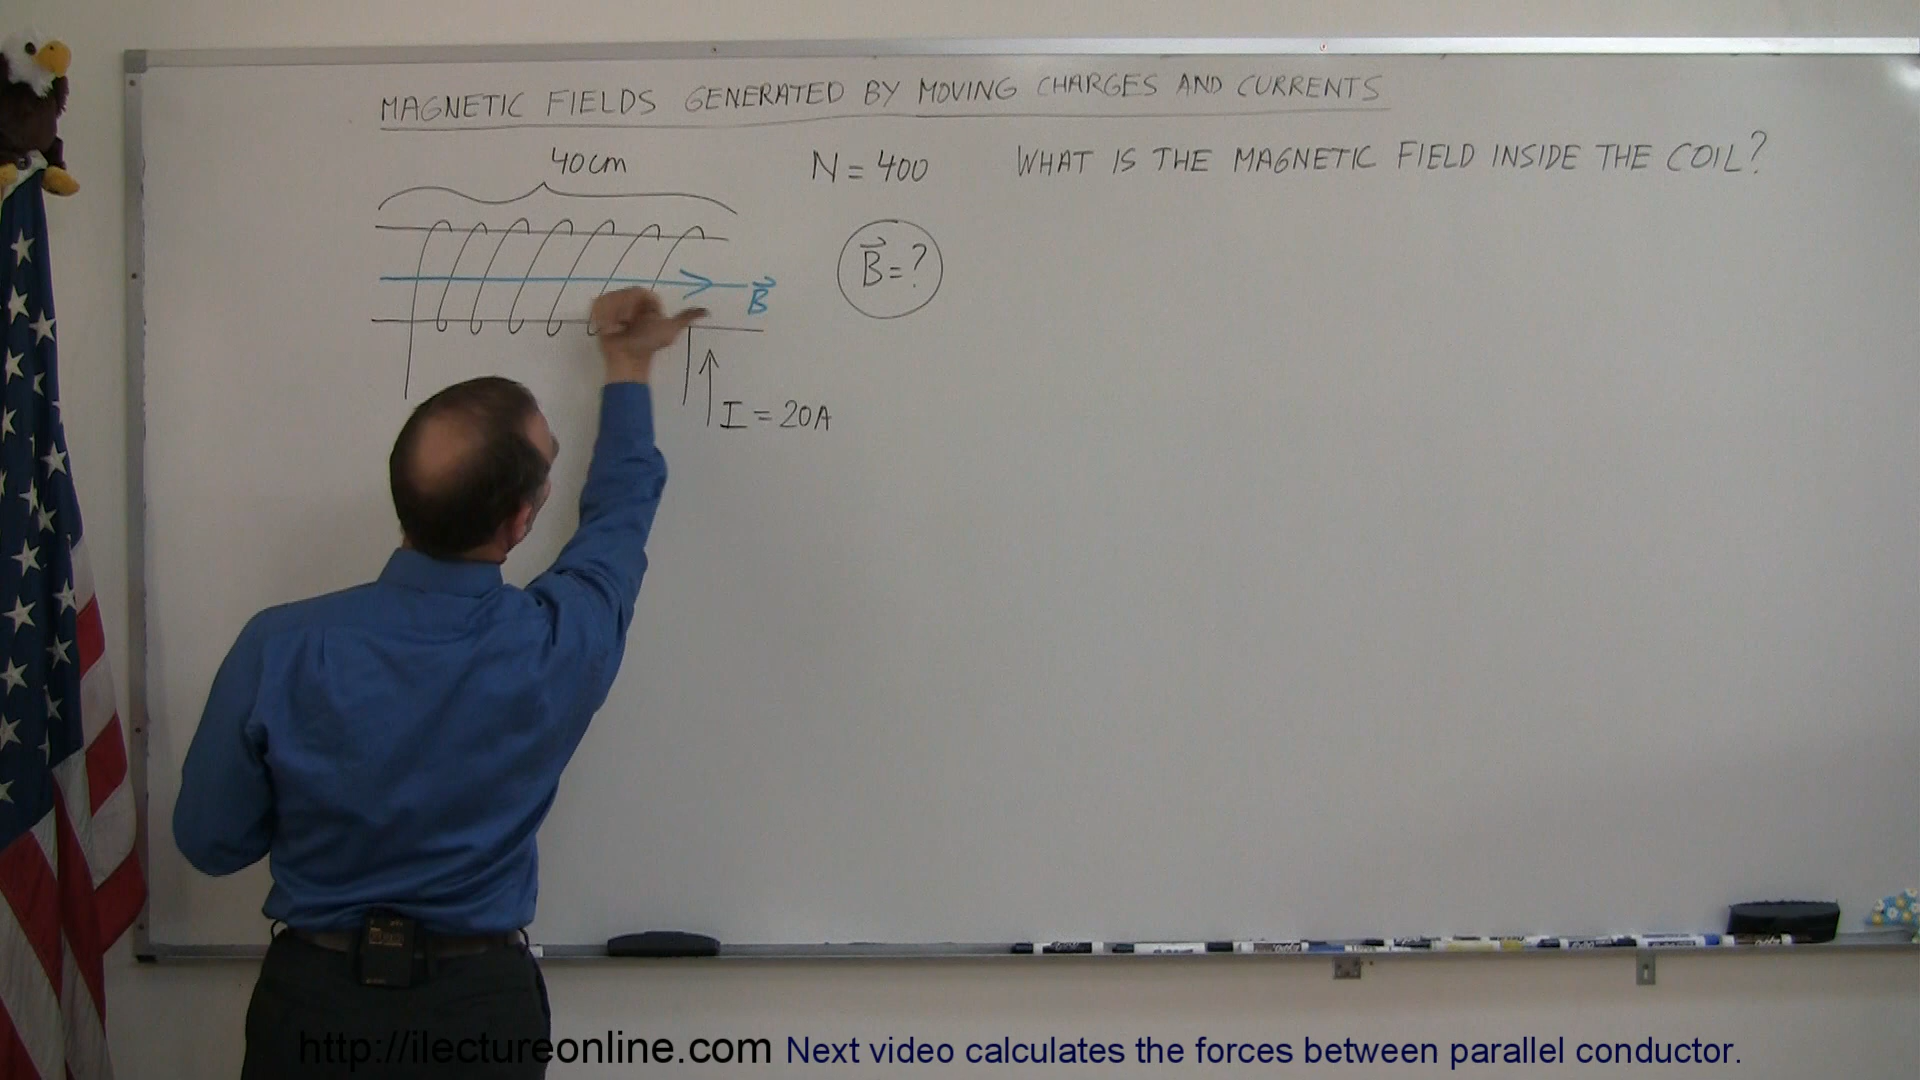 MAGNETIC FIELDS GENERATED BY MOVING CHARGES AND CURRENTS
40cm
N = 400
WHAT IS THE MAGNETIC FIELD INSIDE THE COIL?
B⃗ = ?
B⃗
I = 20A
http://ilectureonline.com Next video calculates the forces between parallel conductor.